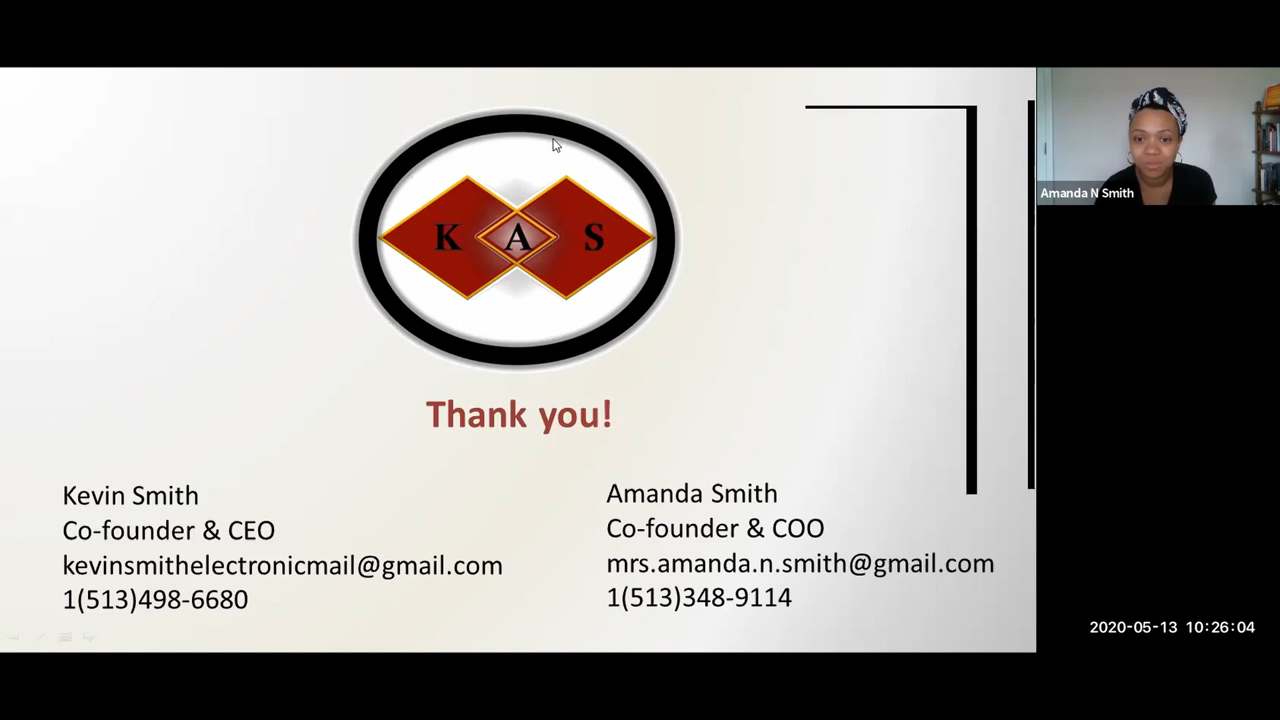 K A S
Thank you!
Kevin Smith
Co-founder & CEO
kevinsmithelectronicmail@gmail.com
1(513)498-6680
Amanda Smith
Co-founder & COO
mrs.amanda.n.smith@gmail.com
1(513)348-9114
Amanda N Smith
2020-05-13 10:26:04